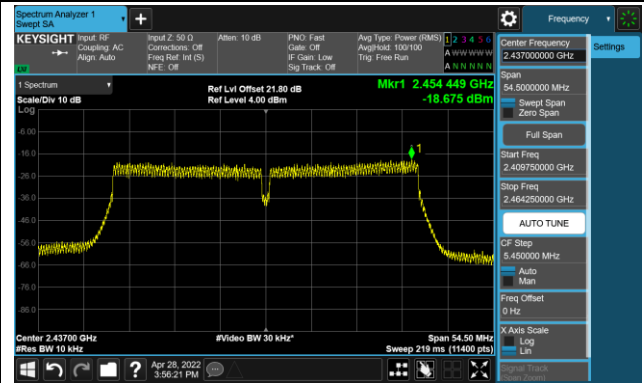 Spectrum Analyzer 1
Swept SA
Frequency
KEYSIGHT
Input: RF
Coupling: AC
Align: Auto
Input Z: 50 Ω
Corrections: Off
Freq Ref: Int (S)
NFE: Off
Atten: 10 dB
PNO: Fast
Gate: Off
IF Gain: Low
Sig Track: Off
Avg Type: Power (RMS)
Avg|Hold: 100/100
Trig: Free Run
1 2 3 4 5 6
A W W W W W
A N N N N N
Center Frequency
2.437000000 GHz
Settings
Span
54.5000000 MHz
Swept Span
Zero Span
Full Span
Start Freq
2.409750000 GHz
Stop Freq
2.464250000 GHz
AUTO TUNE
CF Step
5.450000 MHz
Auto
Man
Freq Offset
0 Hz
X Axis Scale
Log
Lin
Signal Track
(Span Zoom)
1 Spectrum
Scale/Div 10 dB
Log
Ref Lvl Offset 21.80 dB
Ref Level 4.00 dBm
Mkr1 2.454 449 GHz
-18.675 dBm
1
-6.00
-16.0
-26.0
-36.0
-46.0
-56.0
-66.0
-76.0
-86.0
Center 2.43700 GHz
#Res BW 10 kHz
#Video BW 30 kHz*
Span 54.50 MHz
Sweep 219 ms (11400 pts)
?
Apr 28, 2022
3:56:21 PM